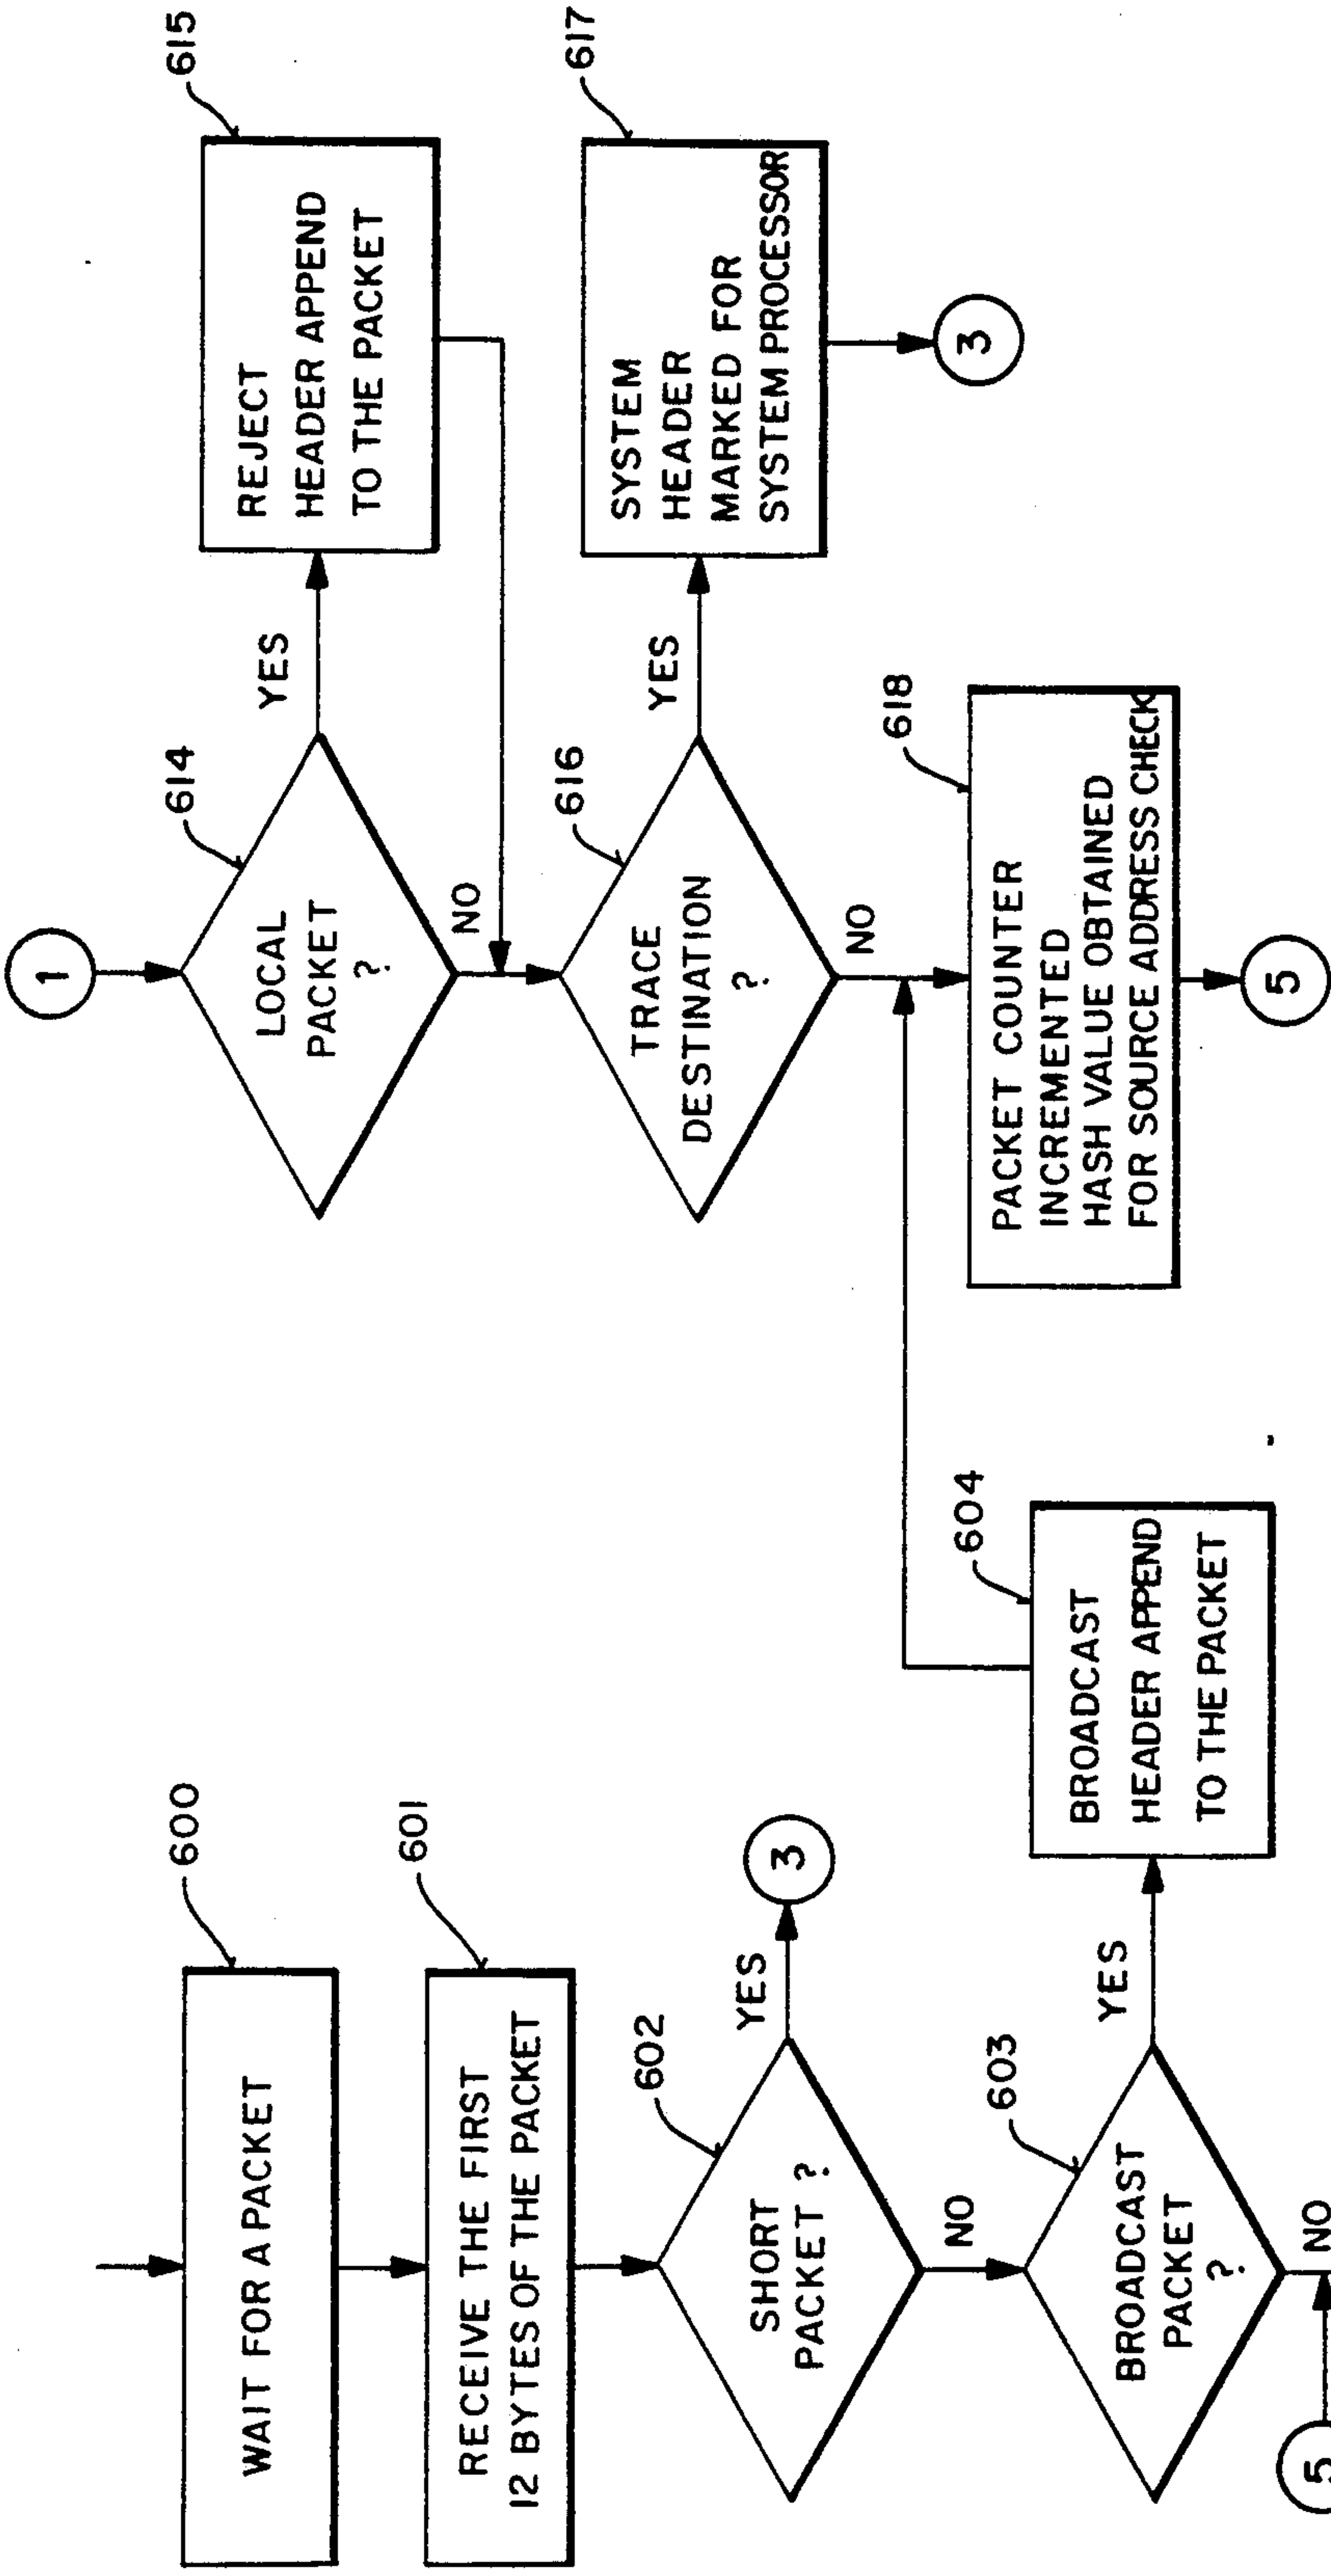 600
WAIT FOR A PACKET
601
RECEIVE THE FIRST
12 BYTES OF THE PACKET
602
SHORT
PACKET ?
YES
3
NO
603
BROADCAST
PACKET
?
YES
604
BROADCAST
HEADER APPEND
TO THE PACKET
NO
5
1
614
LOCAL
PACKET
?
YES
615
REJECT
HEADER APPEND
TO THE PACKET
NO
616
TRACE
DESTINATION
?
YES
617
SYSTEM
HEADER
MARKED FOR
SYSTEM PROCESSOR
3
NO
618
PACKET COUNTER
INCREMENTED
HASH VALUE OBTAINED
FOR SOURCE ADDRESS CHECK
5